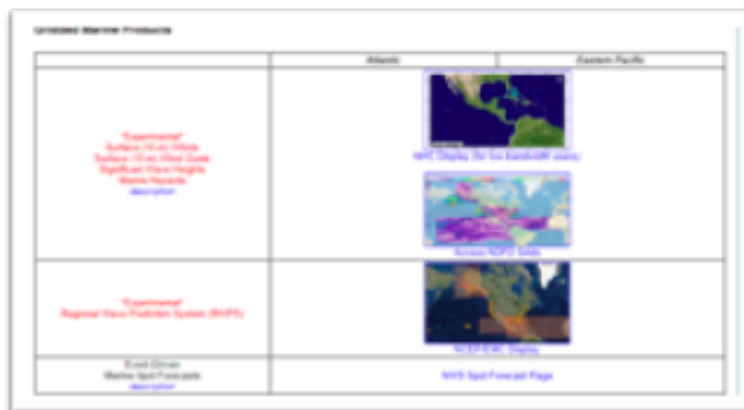 Gridded Marine Products
Atlantic
Eastern Pacific
*Experimental*
Surface (10-m) Winds
Surface (10-m) Wind Gusts
Significant Wave Heights
Marine Hazards
description
NHC Display (for low bandwidth users)
Access NDFD Grids
*Experimental*
Regional Wave Prediction System (RWPS)
NCEP/EMC Display
Event-Driven
Marine Spot Forecasts
description
NWS Spot Forecast Page